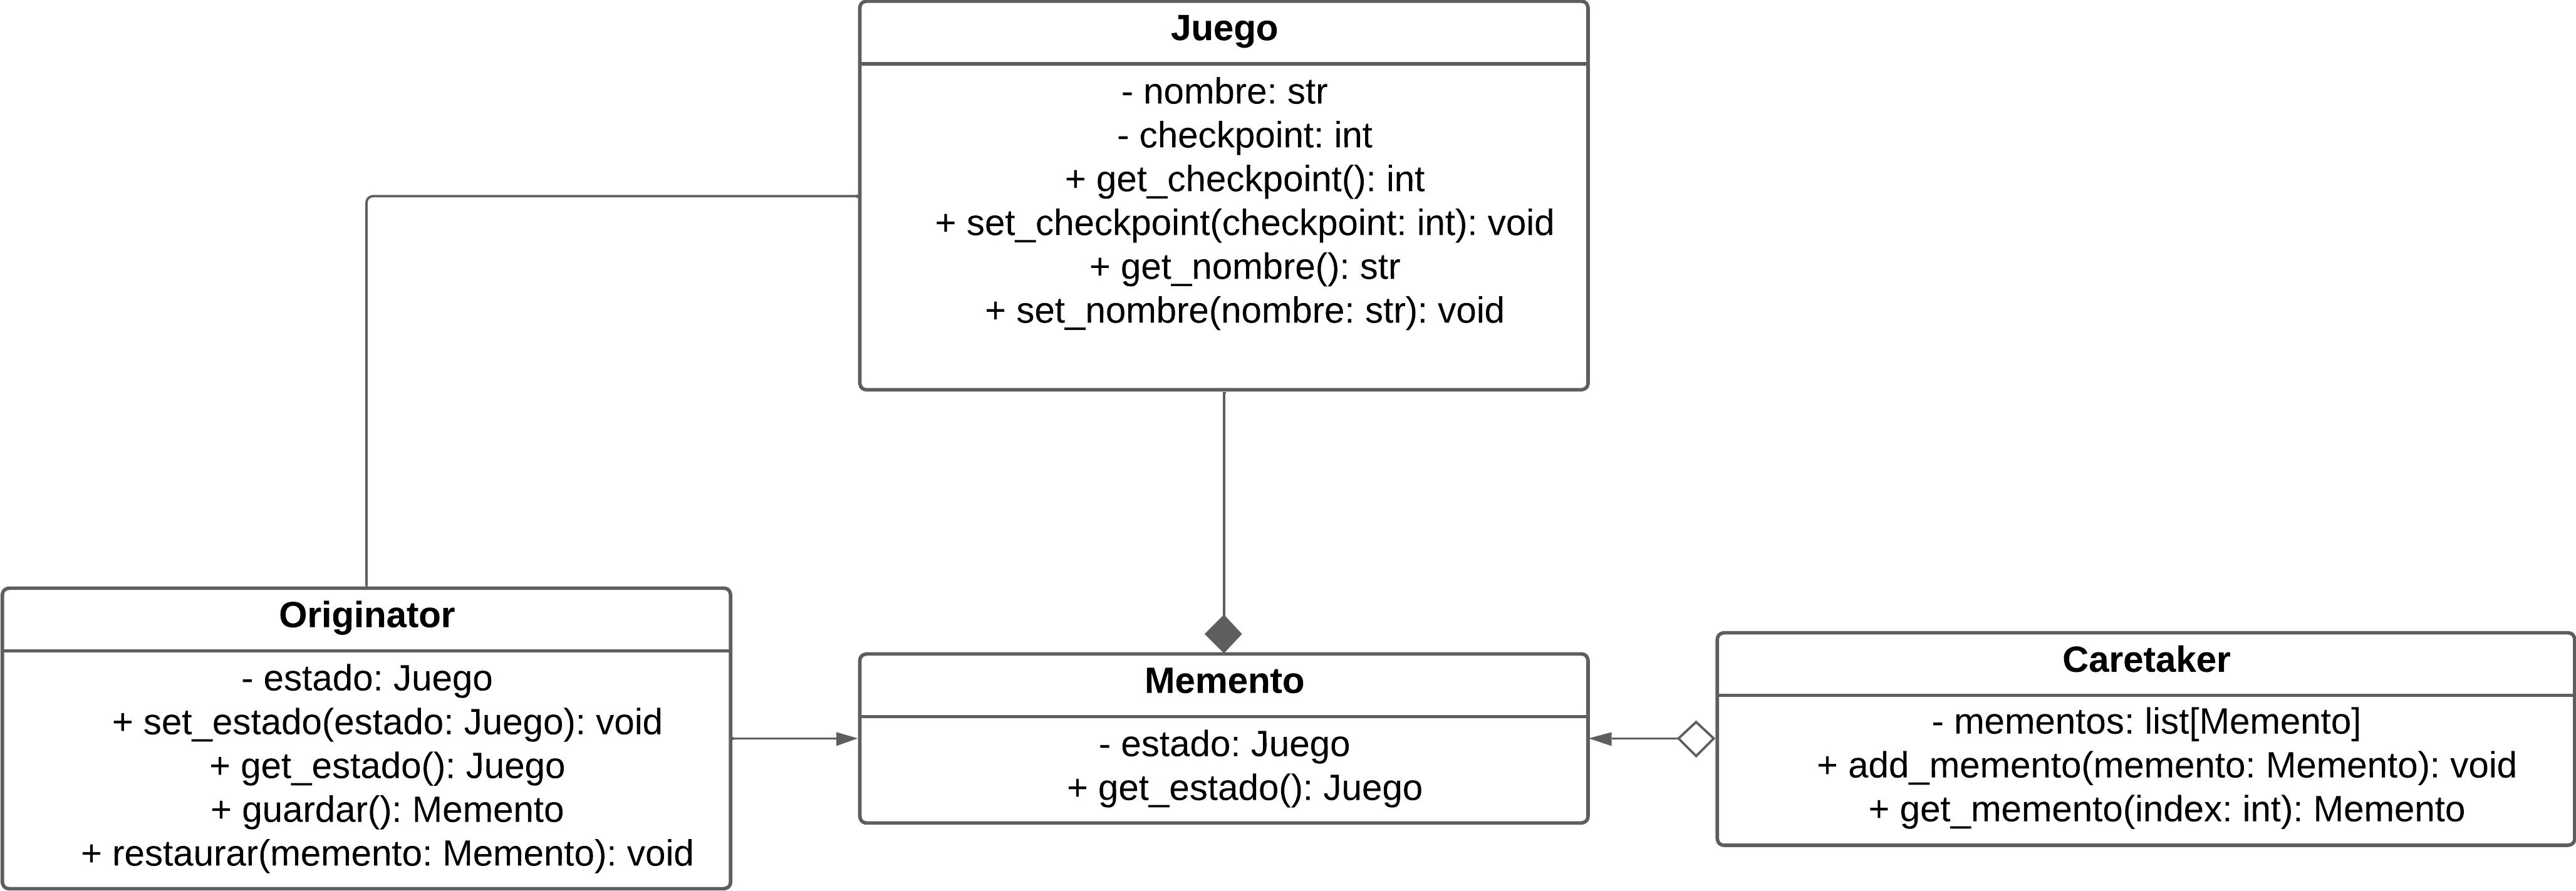 Juego
- nombre: str
- checkpoint: int
+ get_checkpoint(): int
+ set_checkpoint(checkpoint: int): void
+ get_nombre(): str
+ set_nombre(nombre: str): void
Originator
- estado: Juego
+ set_estado(estado: Juego): void
+ get_estado(): Juego
+ guardar(): Memento
+ restaurar(memento: Memento): void
Memento
- estado: Juego
+ get_estado(): Juego
Caretaker
- mementos: list[Memento]
+ add_memento(memento: Memento): void
+ get_memento(index: int): Memento